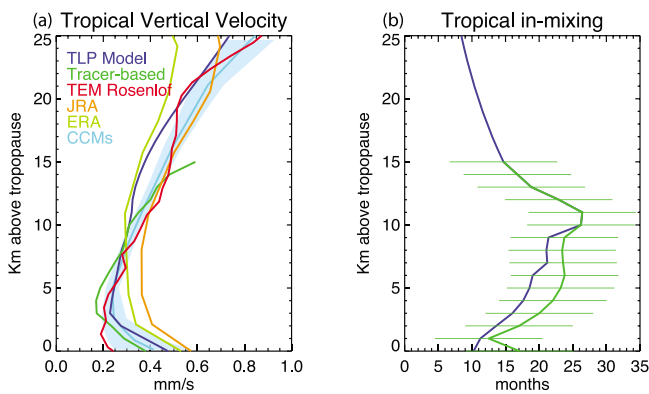 (a) Tropical Vertical Velocity
25
20
15
10
5
0
Km above tropopause
TLP Model
Tracer-based
TEM Rosenlof
JRA
ERA
CCMs
0.0 0.2 0.4 0.6 0.8 1.0
mm/s
(b) Tropical in-mixing
25
20
15
10
5
0
Km above tropopause
0 5 10 15 20 25 30 35
months